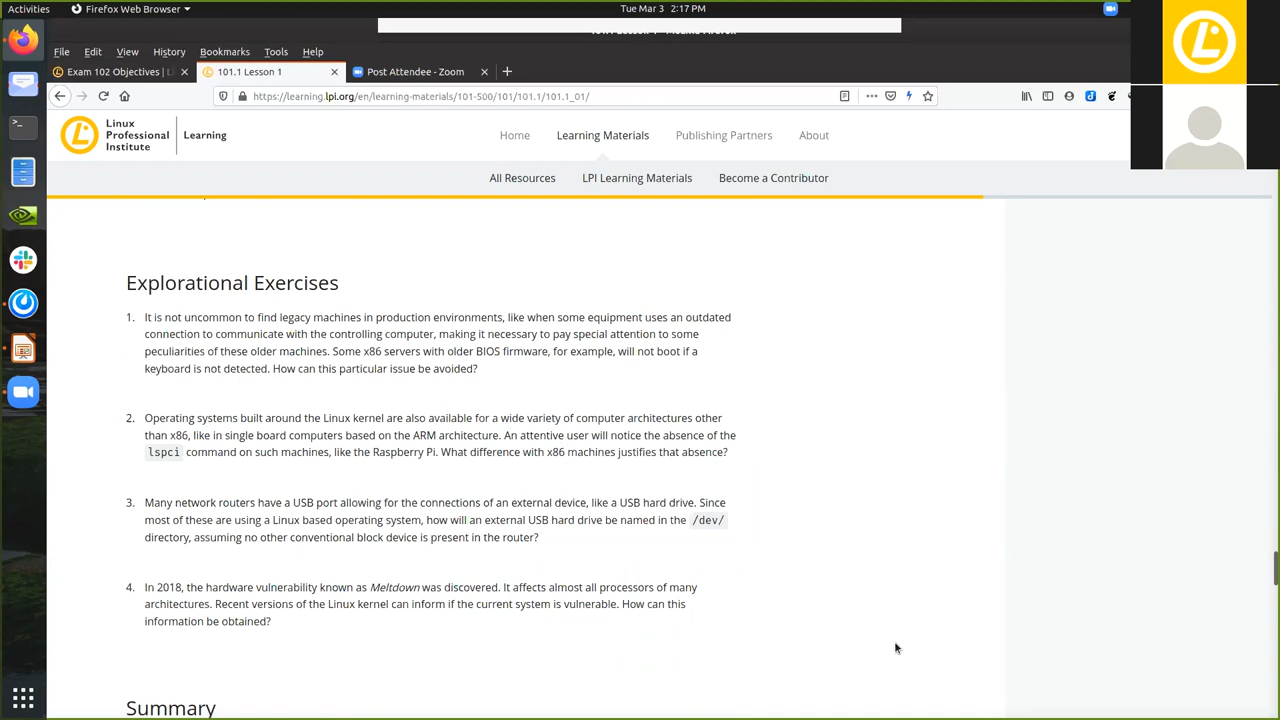 Activities
Firefox Web Browser
Tue Mar 3 2:17 PM
File Edit View History Bookmarks Tools Help
Exam 102 Objectives | L
101.1 Lesson 1
Post Attendee - Zoom
https://learning.lpi.org/en/learning-materials/101-500/101/101.1/101.1_01/
Linux
Professional
Institute
Learning
Home Learning Materials Publishing Partners About
All Resources LPI Learning Materials Become a Contributor
Explorational Exercises
1. It is not uncommon to find legacy machines in production environments, like when some equipment uses an outdated
connection to communicate with the controlling computer, making it necessary to pay special attention to some
peculiarities of these older machines. Some x86 servers with older BIOS firmware, for example, will not boot if a
keyboard is not detected. How can this particular issue be avoided?
2. Operating systems built around the Linux kernel are also available for a wide variety of computer architectures other
than x86, like in single board computers based on the ARM architecture. An attentive user will notice the absence of the
lspci command on such machines, like the Raspberry Pi. What difference with x86 machines justifies that absence?
3. Many network routers have a USB port allowing for the connections of an external device, like a USB hard drive. Since
most of these are using a Linux based operating system, how will an external USB hard drive be named in the /dev/
directory, assuming no other conventional block device is present in the router?
4. In 2018, the hardware vulnerability known as Meltdown was discovered. It affects almost all processors of many
architectures. Recent versions of the Linux kernel can inform if the current system is vulnerable. How can this
information be obtained?
Summary